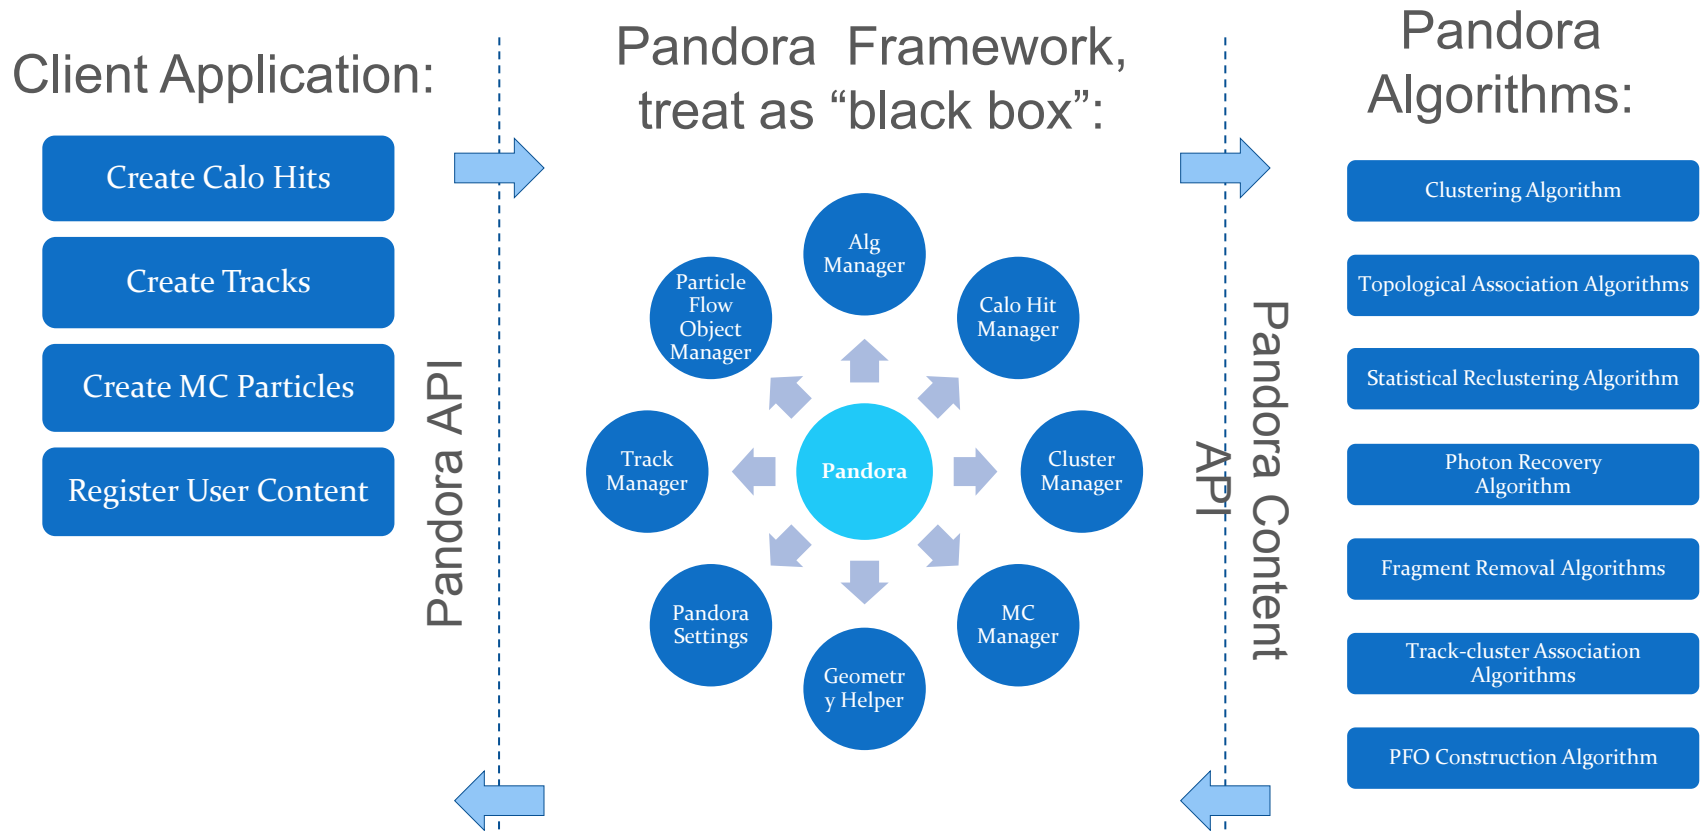 Client Application:
Create Calo Hits
Create Tracks
Create MC Particles
Register User Content
Pandora API
Pandora  Framework,
treat as “black box”:
Alg
Manager
Calo Hit
Manager
Cluster
Manager
MC
Manager
Geometr
y Helper
Pandora
Settings
Track
Manager
Particle
Flow
Object
Manager
Pandora
Pandora Content
API
Pandora
Algorithms:
Clustering Algorithm
Topological Association Algorithms
Statistical Reclustering Algorithm
Photon Recovery
Algorithm
Fragment Removal Algorithms
Track-cluster Association
Algorithms
PFO Construction Algorithm